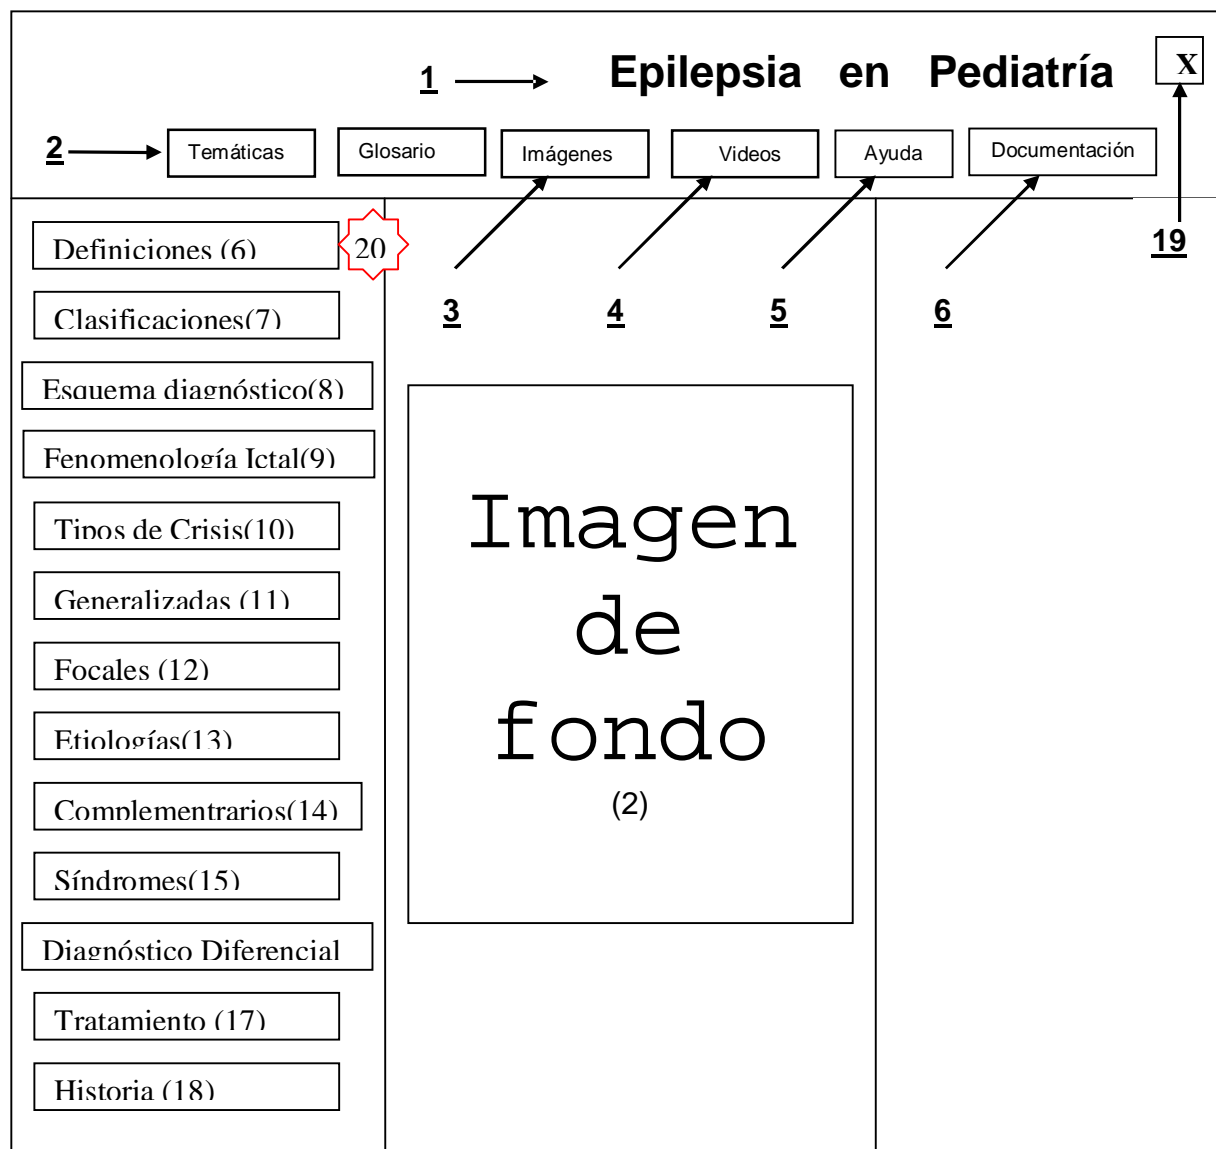 1 Epilepsia en Pediatría X
2 Temáticas Glosario Imágenes Videos Ayuda Documentación
19
Definiciones (6) 20
3 4 5 6
Clasificaciones(7)
Esquema diagnóstico(8)
Fenomenología Ictal(9)
Tipos de Crisis(10)
Generalizadas (11)
Focales (12)
Etiologías(13)
Complementrarios(14)
Síndromes(15)
Diagnóstico Diferencial
Tratamiento (17)
Historia (18)
Imagen
de
fondo
(2)